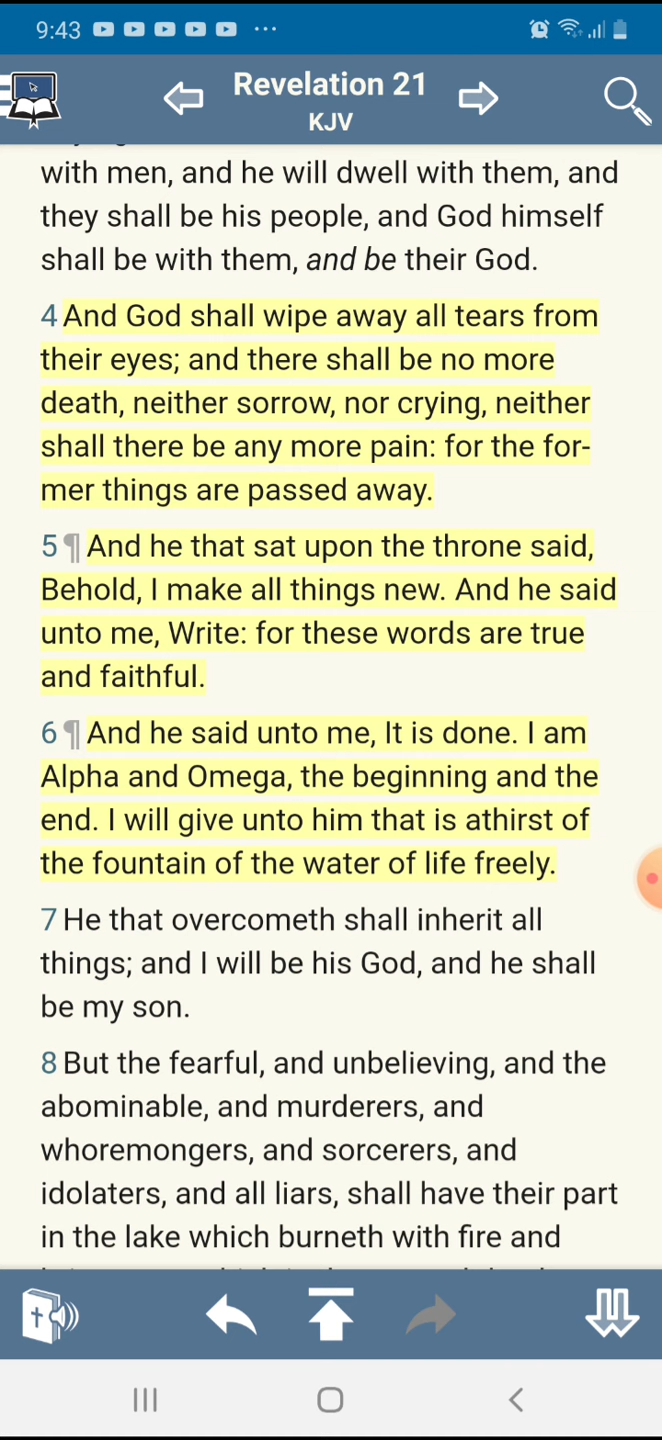 9:43
Revelation 21
KJV
with men, and he will dwell with them, and
they shall be his people, and God himself
shall be with them, and be their God.
4 And God shall wipe away all tears from
their eyes; and there shall be no more
death, neither sorrow, nor crying, neither
shall there be any more pain: for the for-
mer things are passed away.
5 ¶ And he that sat upon the throne said,
Behold, I make all things new. And he said
unto me, Write: for these words are true
and faithful.
6 ¶ And he said unto me, It is done. I am
Alpha and Omega, the beginning and the
end. I will give unto him that is athirst of
the fountain of the water of life freely.
7 He that overcometh shall inherit all
things; and I will be his God, and he shall
be my son.
8 But the fearful, and unbelieving, and the
abominable, and murderers, and
whoremongers, and sorcerers, and
idolaters, and all liars, shall have their part
in the lake which burneth with fire and